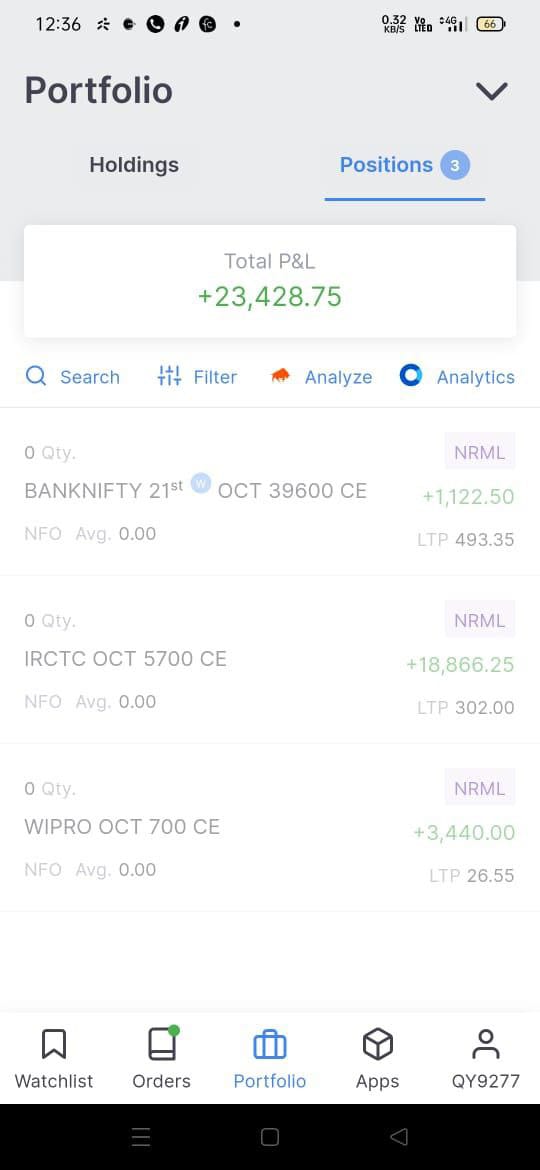 12:36 0.32 KB/S Vo LTED 4G 66
Portfolio
Holdings Positions 3
Total P&L
+23,428.75
Search Filter Analyze Analytics
0 Qty. NRML
BANKNIFTY 21st W OCT 39600 CE +1,122.50
NFO Avg. 0.00 LTP 493.35
0 Qty. NRML
IRCTC OCT 5700 CE +18,866.25
NFO Avg. 0.00 LTP 302.00
0 Qty. NRML
WIPRO OCT 700 CE +3,440.00
NFO Avg. 0.00 LTP 26.55
Watchlist Orders Portfolio Apps QY9277